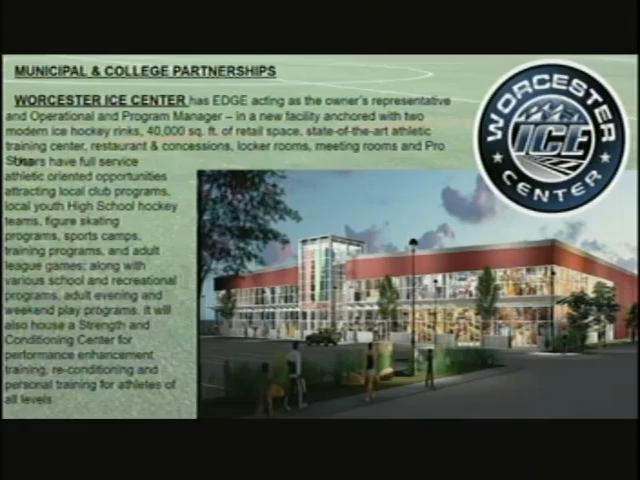 MUNICIPAL & COLLEGE PARTNERSHIPS
WORCESTER ICE CENTER has EDGE acting as the owner's representative
and Operational and Program Manager – in a new facility anchored with two
modern ice hockey rinks, 40,000 sq. ft. of retail space, state-of-the-art athletic
training center, restaurant & concessions, locker rooms, meeting rooms and Pro
Shop.
Users have full service
athletic oriented opportunities
attracting local club programs,
local youth High School hockey
teams, figure skating
programs, sports camps,
training programs, and adult
league games; along with
various school and recreational
programs, adult evening and
weekend play programs. It will
also house a Strength and
Conditioning Center for
performance enhancement
training, re-conditioning and
personal training for athletes of
all levels
WORCESTER
ICE
CENTER